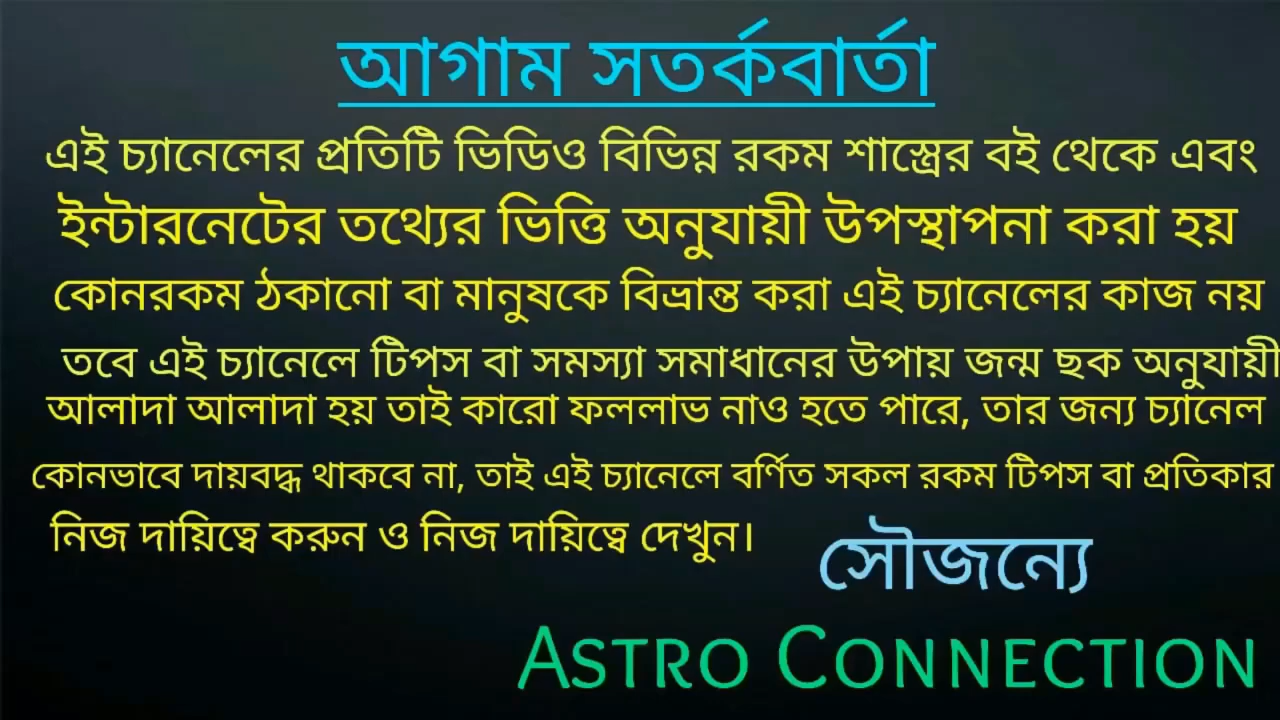 আগাম সতর্কবার্তা
এই চ্যানেলের প্রতিটি ভিডিও বিভিন্ন রকম শাস্ত্রের বই থেকে এবং
ইন্টারনেটের তথ্যের ভিত্তি অনুযায়ী উপস্থাপনা করা হয়
কোনরকম ঠকানো বা মানুষকে বিভ্রান্ত করা এই চ্যানেলের কাজ নয়
তবে এই চ্যানেলে টিপস বা সমস্যা সমাধানের উপায় জন্ম ছক অনুযায়ী
আলাদা আলাদা হয় তাই কারো ফললাভ নাও হতে পারে, তার জন্য চ্যানেল
কোনভাবে দায়বদ্ধ থাকবে না, তাই এই চ্যানেলে বর্ণিত সকল রকম টিপস বা প্রতিকার
নিজ দায়িত্বে করুন ও নিজ দায়িত্বে দেখুন।
সৌজন্যে
ASTRO CONNECTION